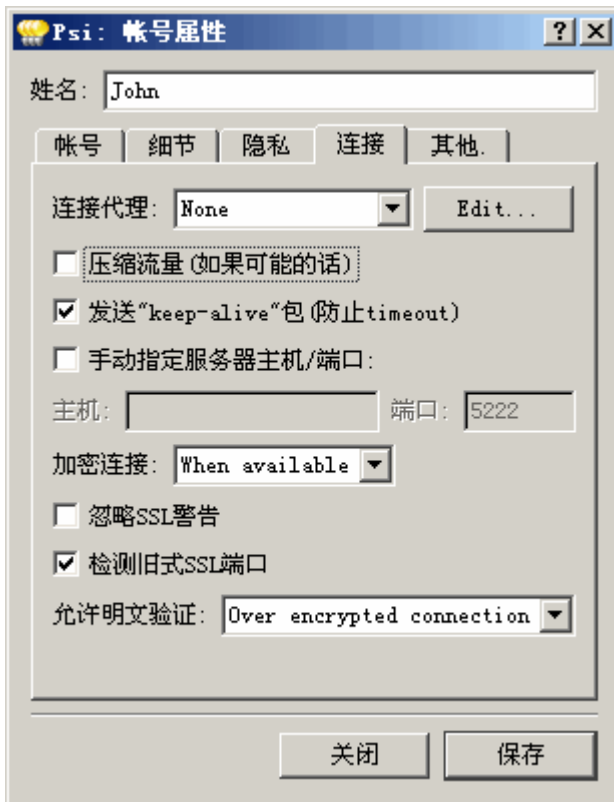 Psi: 帐号属性
姓名: John
帐号 细节 隐私 连接 其他.
连接代理: None Edit...
压缩流量(如果可能的话)
发送"keep-alive"包(防止timeout)
手动指定服务器主机/端口:
主机: 端口: 5222
加密连接: When available
忽略SSL警告
检测旧式SSL端口
允许明文验证: Over encrypted connection
关闭 保存